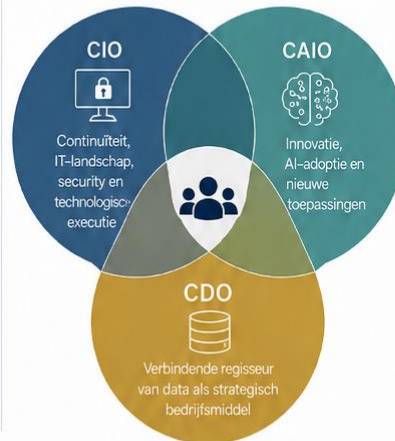 CIO
Continuïteit,
IT-landschap,
security en
technologisc
executie
CAIO
Innovatie,
AI-adoptie en
nieuwe
toepassingen
CDO
Verbindende regisseur
van data als strategisch
bedrijfsmiddel